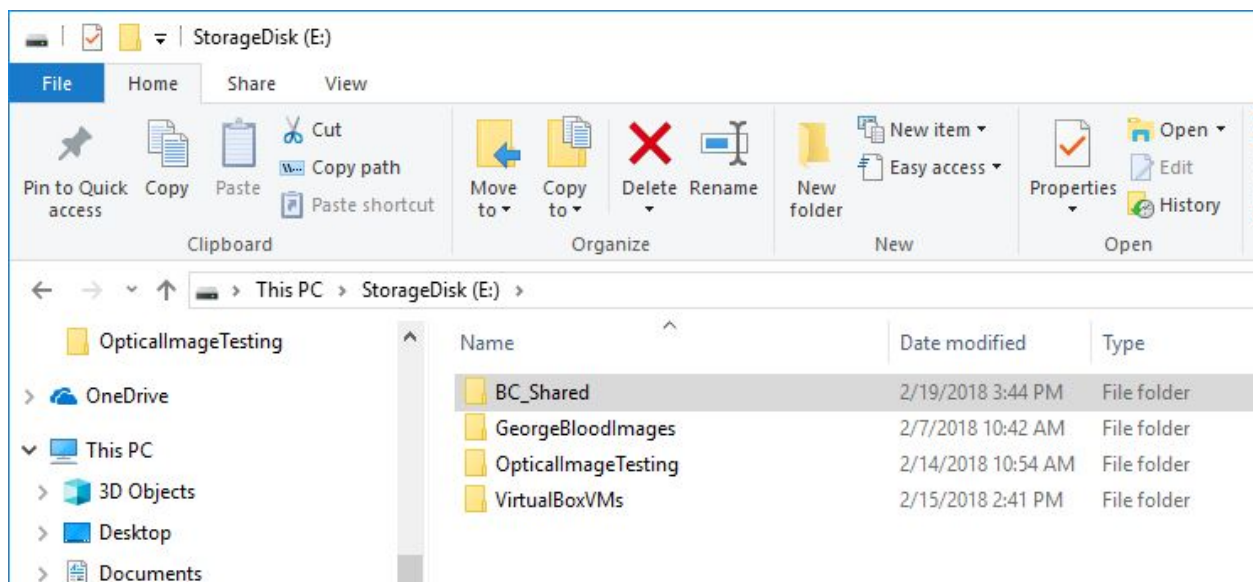 StorageDisk (E:)
File Home Share View
Pin to Quick access
Copy
Paste
Cut
Copy path
Paste shortcut
Clipboard
Move to
Copy to
Delete
Rename
Organize
New folder
New item
Easy access
New
Properties
Open
Edit
History
Open
This PC > StorageDisk (E:) >
OpticalImageTesting
OneDrive
This PC
3D Objects
Desktop
Documents
Name Date modified Type
BC_Shared 2/19/2018 3:44 PM File folder
GeorgeBloodImages 2/7/2018 10:42 AM File folder
OpticalImageTesting 2/14/2018 10:54 AM File folder
VirtualBoxVMs 2/15/2018 2:41 PM File folder